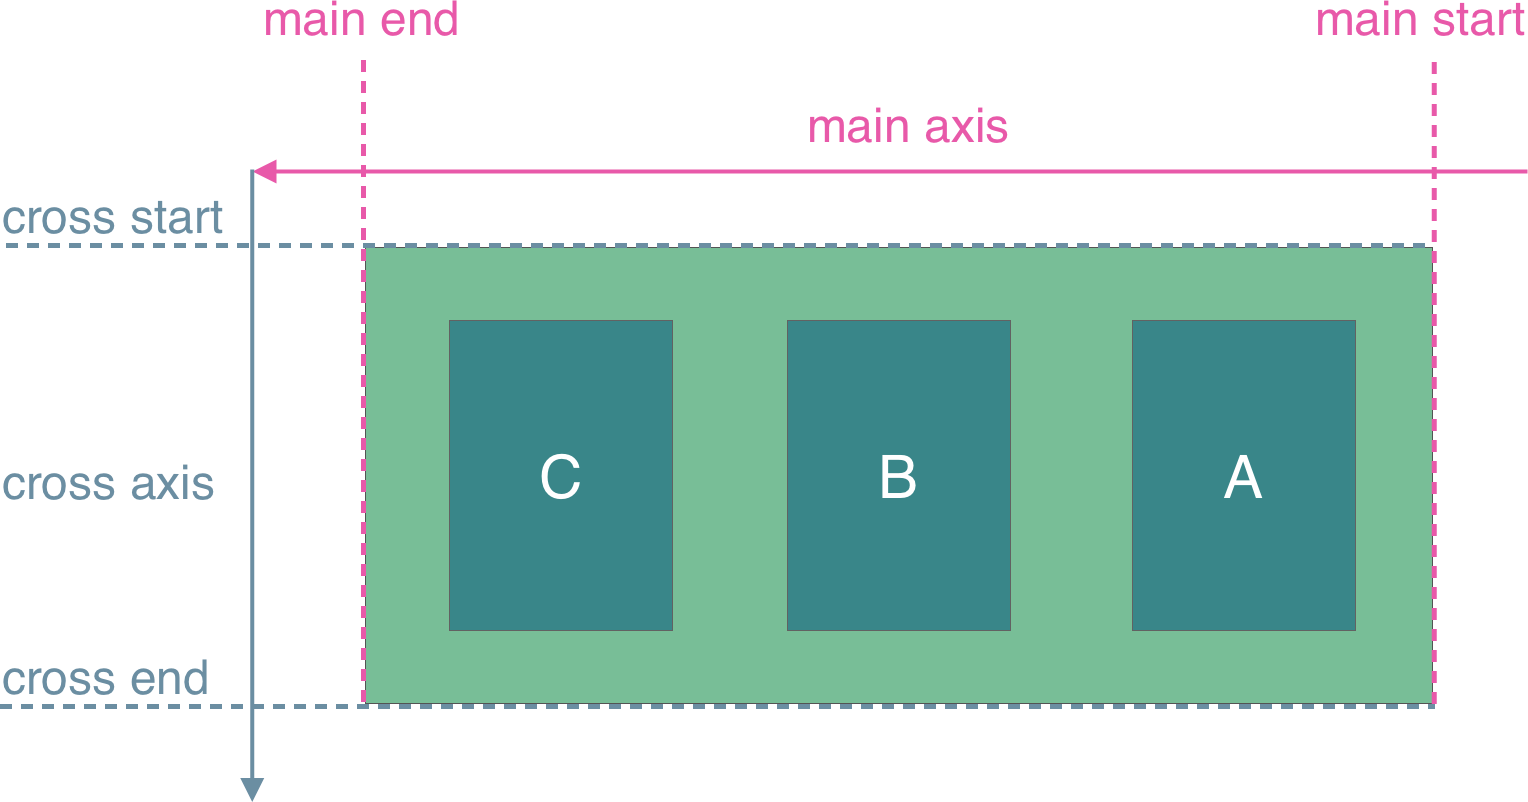 main end
main start
main axis
cross start
cross axis
C
B
A
cross end